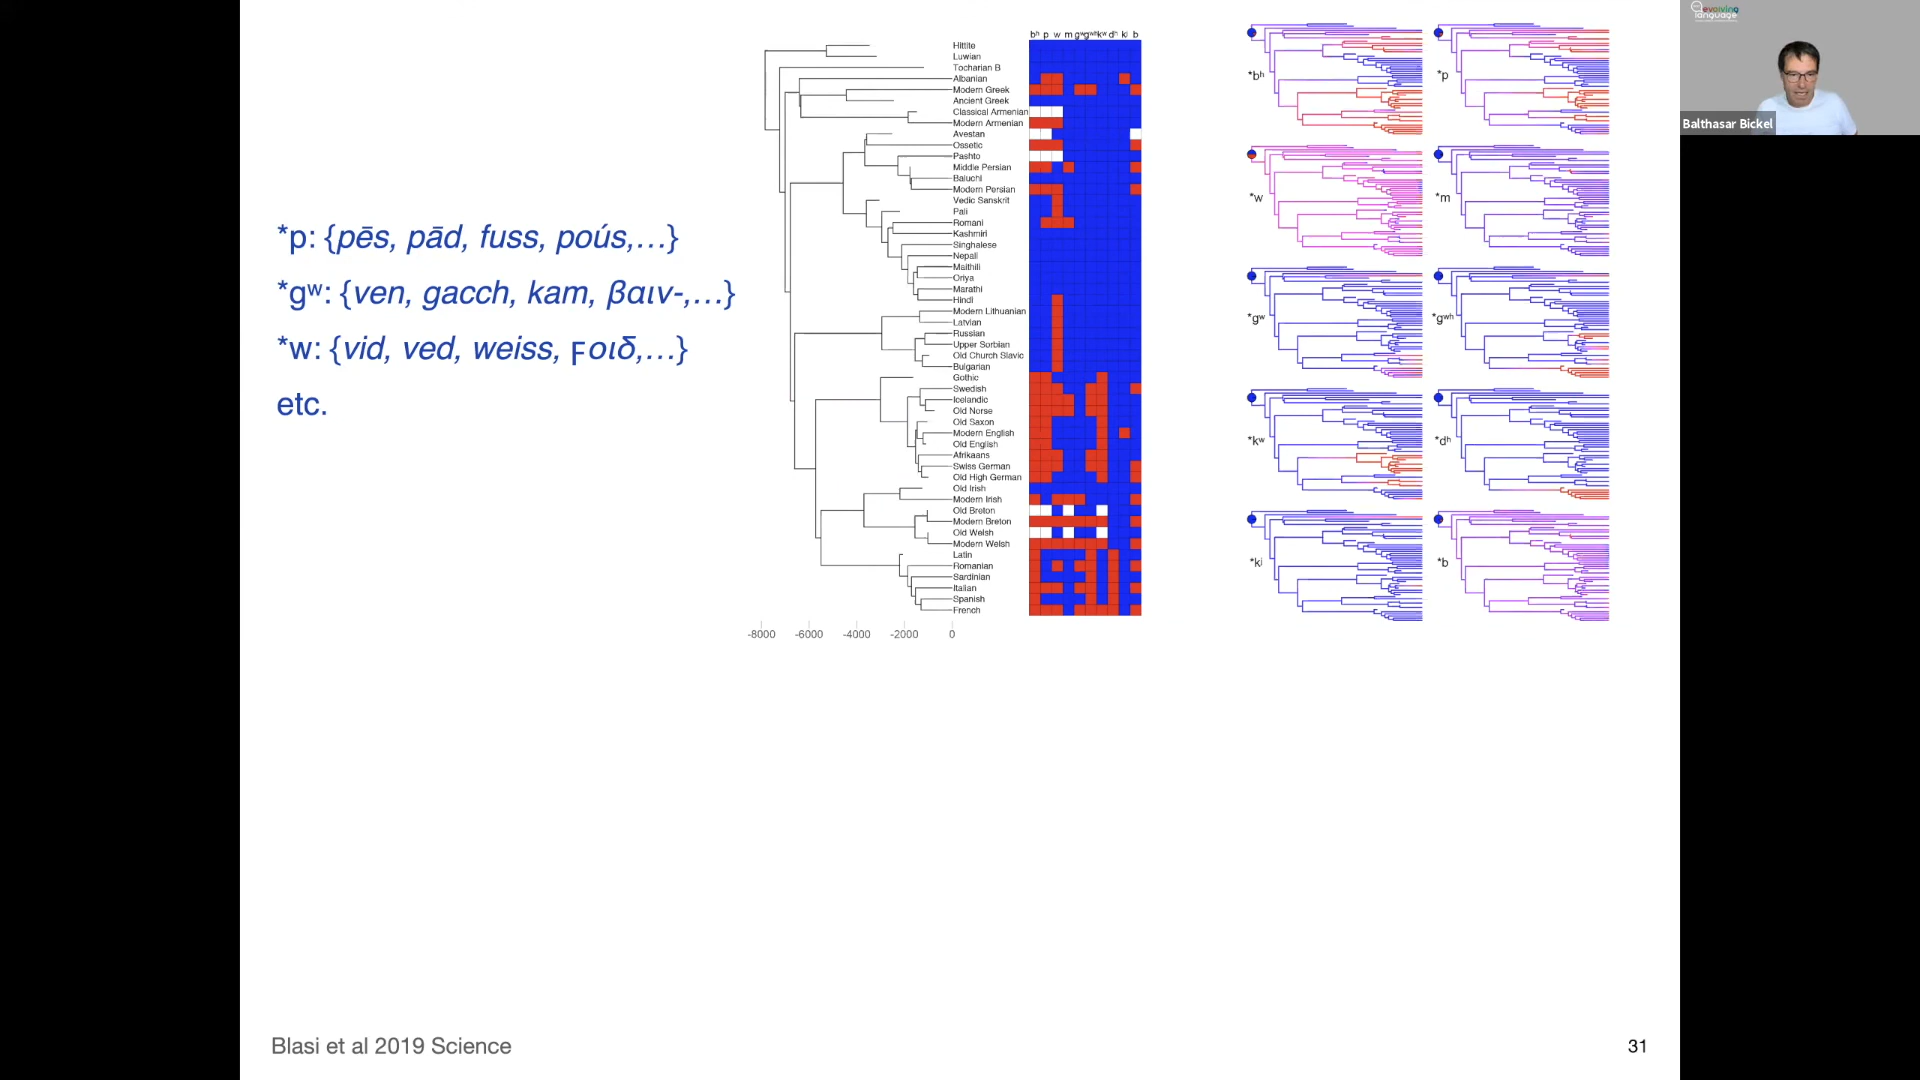 *p: {pēs, pād, fuss, poús,…}
*gʷ: {ven, gacch, kam, βαιν-,…}
*w: {vid, ved, weiss, ϝοιδ,…}
etc.
bʰ p w m gʷ gʷʰ kʷ dʰ kʲ b
Hittite
Luwian
Tocharian B
Albanian
Modern Greek
Ancient Greek
Classical Armenian
Modern Armenian
Avestan
Ossetic
Pashto
Middle Persian
Baluchi
Modern Persian
Vedic Sanskrit
Pali
Romani
Kashmiri
Singhalese
Nepali
Maithili
Oriya
Marathi
Hindi
Modern Lithuanian
Latvian
Russian
Upper Sorbian
Old Church Slavic
Bulgarian
Gothic
Swedish
Icelandic
Old Norse
Old Saxon
Modern English
Old English
Afrikaans
Swiss German
Old High German
Old Irish
Modern Irish
Old Breton
Modern Breton
Old Welsh
Modern Welsh
Latin
Romanian
Sardinian
Italian
Spanish
French
-8000 -6000 -4000 -2000 0
*bʰ *p
*w *m
*gʷ *gʷʰ
*kʷ *dʰ
*kʲ *b
evolving
language
Balthasar Bickel
Blasi et al 2019 Science
31